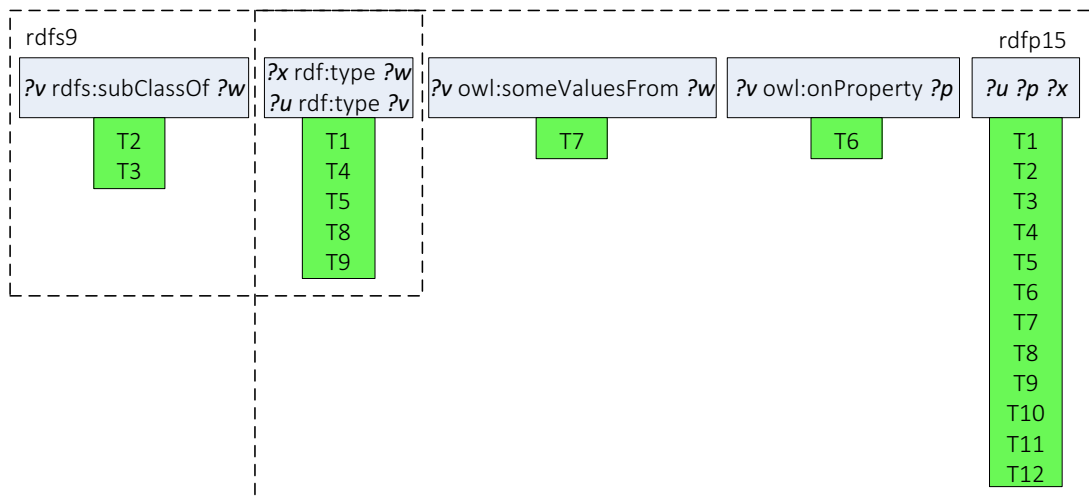 rdfs9
rdfp15
?v rdfs:subClassOf ?w
?x rdf:type ?w
?u rdf:type ?v
?v owl:someValuesFrom ?w
?v owl:onProperty ?p
?u ?p ?x
T2
T3
T1
T4
T5
T8
T9
T7
T6
T1
T2
T3
T4
T5
T6
T7
T8
T9
T10
T11
T12